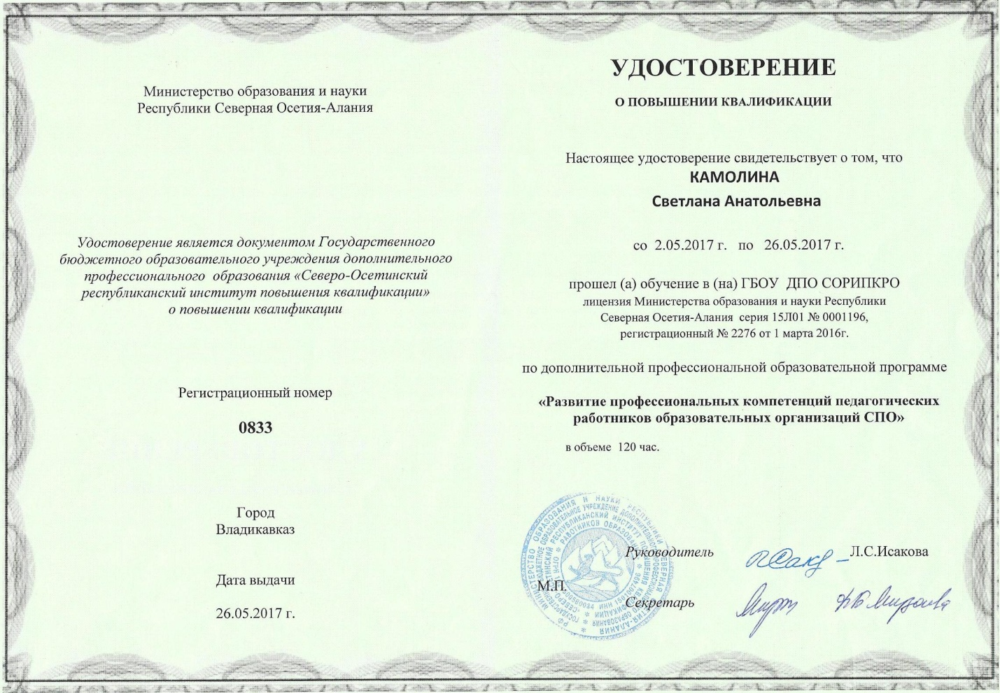 Министерство образования и науки
Республики Северная Осетия-Алания
Удостоверение является документом Государственного
бюджетного образовательного учреждения дополнительного
профессионального образования «Северо-Осетинский
республиканский институт повышения квалификации»
о повышении квалификации
Регистрационный номер
0833
Город
Владикавказ
Дата выдачи
26.05.2017 г.
УДОСТОВЕРЕНИЕ
О ПОВЫШЕНИИ КВАЛИФИКАЦИИ
Настоящее удостоверение свидетельствует о том, что
КАМОЛИНА
Светлана Анатольевна
со 2.05.2017 г. по 26.05.2017 г.
прошел (а) обучение в (на) ГБОУ ДПО СОРИПКРО
лицензия Министерства образования и науки Республики
Северная Осетия-Алания серия 15Л01 № 0001196,
регистрационный № 2276 от 1 марта 2016г.
по дополнительной профессиональной образовательной программе
«Развитие профессиональных компетенций педагогических
работников образовательных организаций СПО»
в объеме 120 час.
Руководитель Л.С.Исакова
М.П.
Секретарь